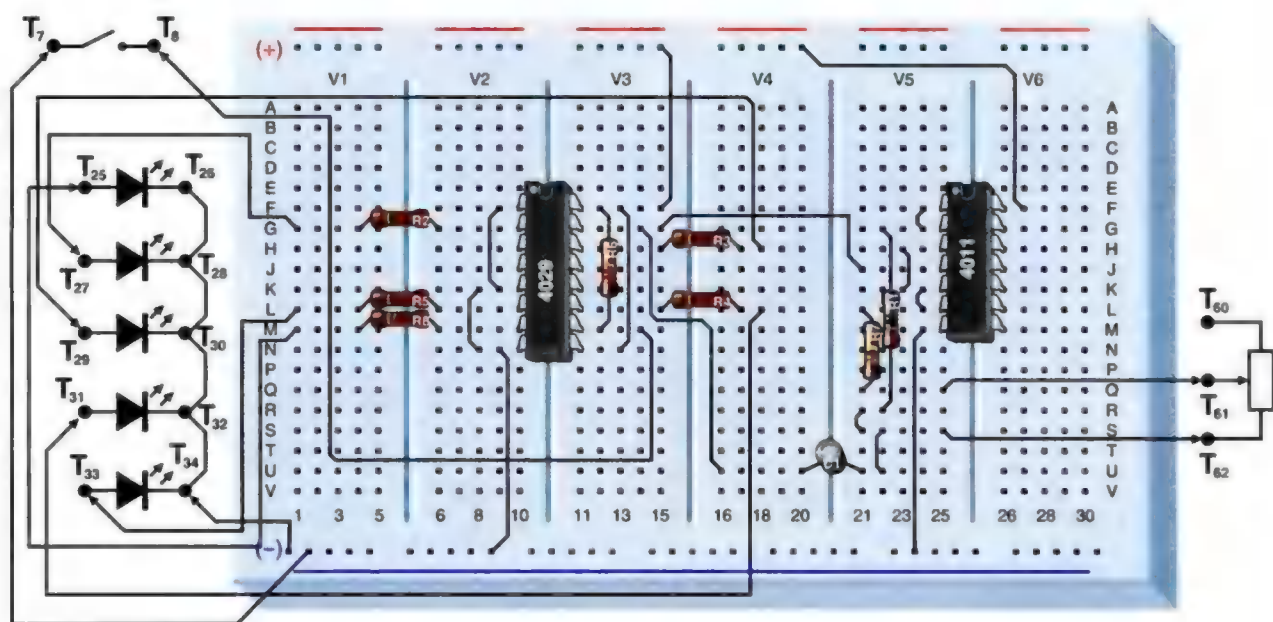 T7 T8
(+)
V1 V2 V3 V4 V5 V6
A A
B B
C C
D D
E E
F F
G G
H H
J J
K K
L L
M M
N N
P P
Q Q
R R
S S
T T
U U
V V
1 3 5 6 8 10 11 13 15 16 18 20 21 23 25 26 28 30
(-)
T25 T26
T27 T28
T29 T30
T31 T32
T33 T34
R2
R5
R6
4029
R3
R4
4011
T60
T61
T62